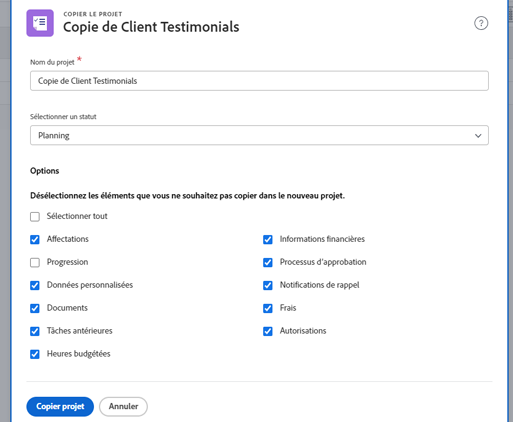 COPIER LE PROJET
Copie de Client Testimonials
?
Nom du projet *
Copie de Client Testimonials
Sélectionner un statut
Planning
Options
Désélectionnez les éléments que vous ne souhaitez pas copier dans le nouveau projet.
Sélectionner tout
Affectations
Informations financières
Progression
Processus d'approbation
Données personnalisées
Notifications de rappel
Documents
Frais
Tâches antérieures
Autorisations
Heures budgétées
Copier projet
Annuler